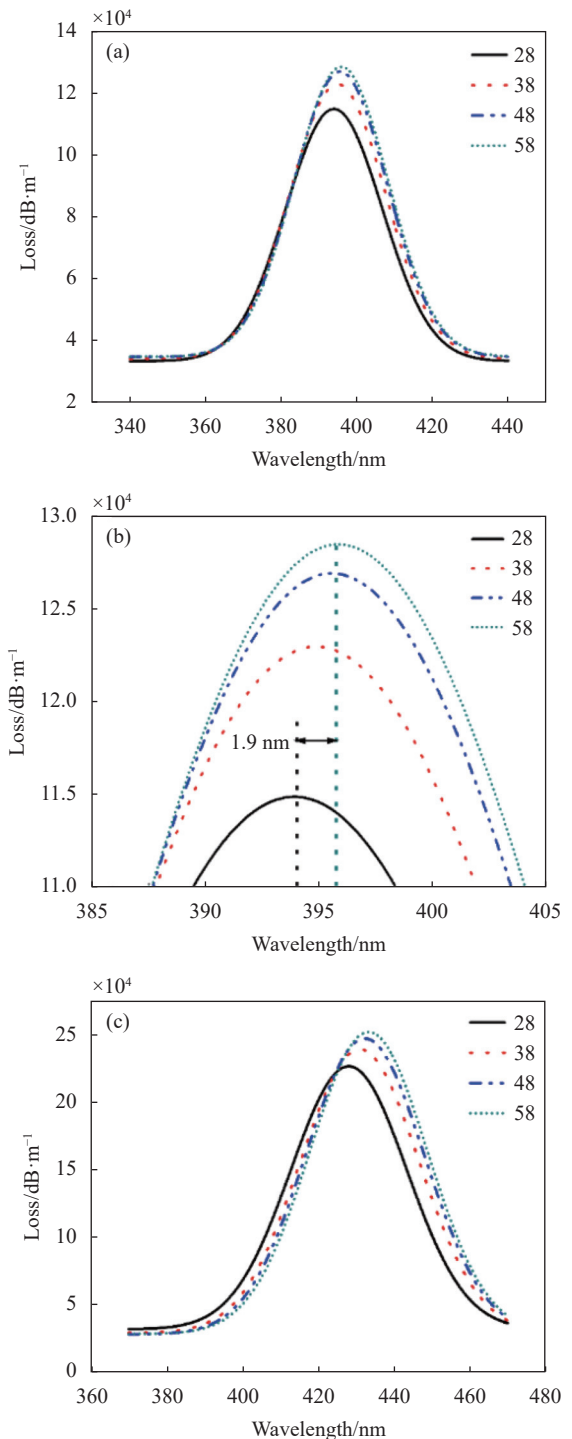 ×10⁴
14
(a)
28
38
48
58
12
10
8
6
4
2
Loss/dB·m⁻¹
340 360 380 400 420 440
Wavelength/nm
×10⁴
13.0
(b)
28
38
48
58
12.5
12.0
11.5
11.0
Loss/dB·m⁻¹
1.9 nm
385 390 395 400 405
Wavelength/nm
×10⁴
(c)
28
38
48
58
25
20
15
10
5
0
Loss/dB·m⁻¹
360 380 400 420 440 460 480
Wavelength/nm